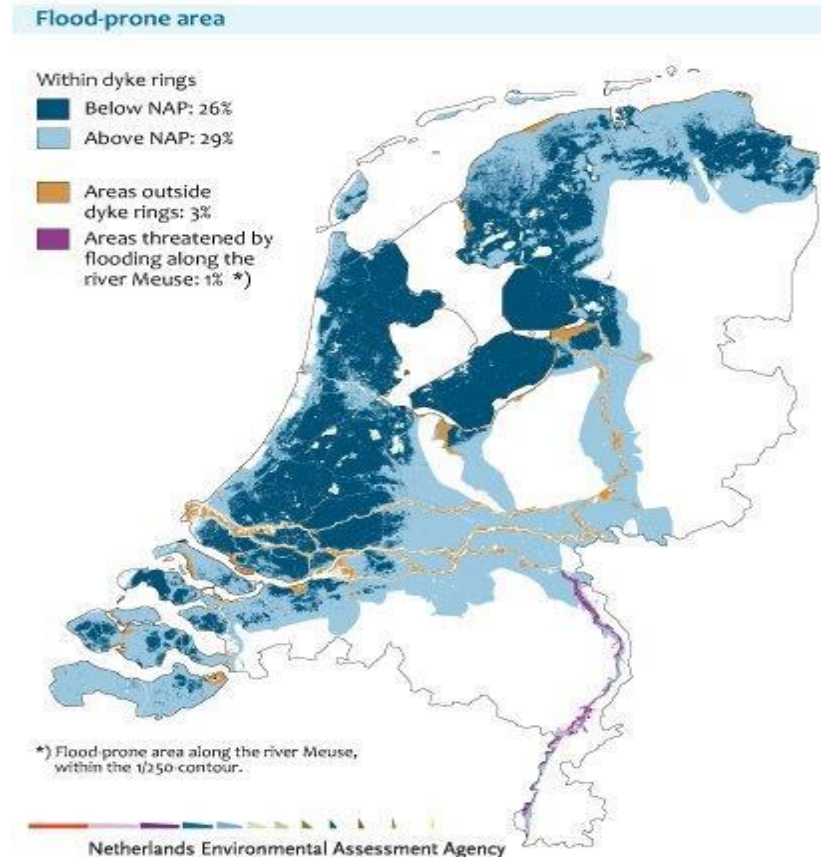 Flood-prone area
Within dyke rings
Below NAP: 26%
Above NAP: 29%
Areas outside
dyke rings: 3%
Areas threatened by
flooding along the
river Meuse: 1% *)
*) Flood-prone area along the river Meuse,
within the 1/250-contour.
Netherlands Environmental Assessment Agency